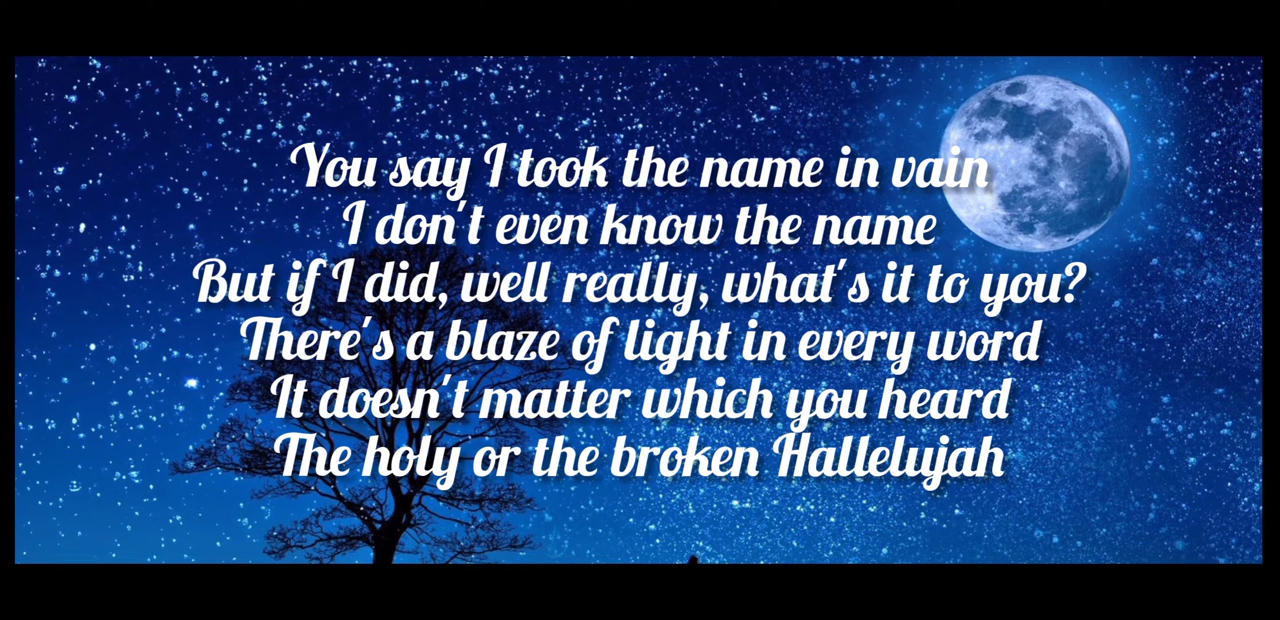 You say I took the name in vain
I don't even know the name
But if I did, well really, what's it to you?
There's a blaze of light in every word
It doesn't matter which you heard
The holy or the broken Hallelujah